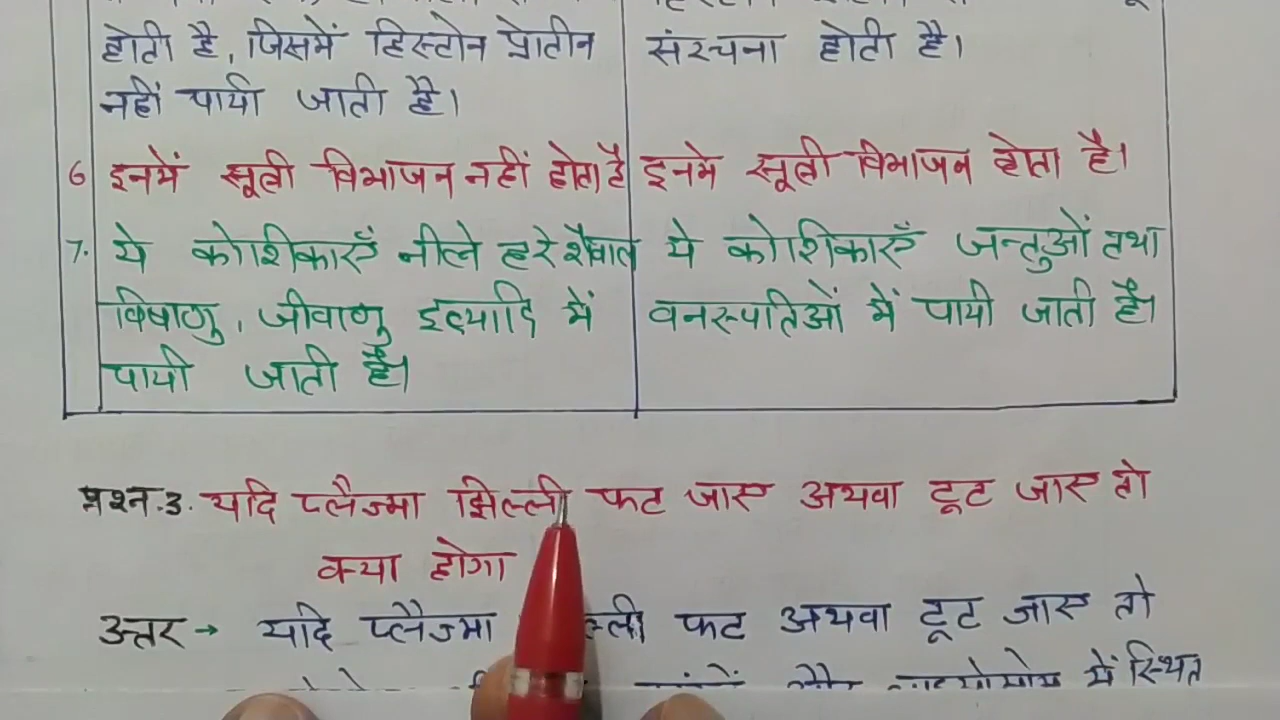 होती है, जिसमें हिस्टोन प्रोटीन
संरचना होती है।
नहीं पायी जाती है।
6 इनमें सूत्री विभाजन नहीं होता है
इनमे सूत्री विभाजन होता है।
7. ये कोशिकाएँ नीले हरे शैवाल
ये कोशिकाएँ जन्तुओं तथा
विषाणु, जीवाणु इत्यादि में
वनस्पतिओं में पायी जाती है।
पायी जाती है।
प्रश्न.3. यदि प्लैज्मा झिल्ली फट जाए अथवा टूट जाए तो
क्या होगा
उत्तर → यदि प्लैज्मा ल्ली फट अथवा टूट जाए तो
में स्थित